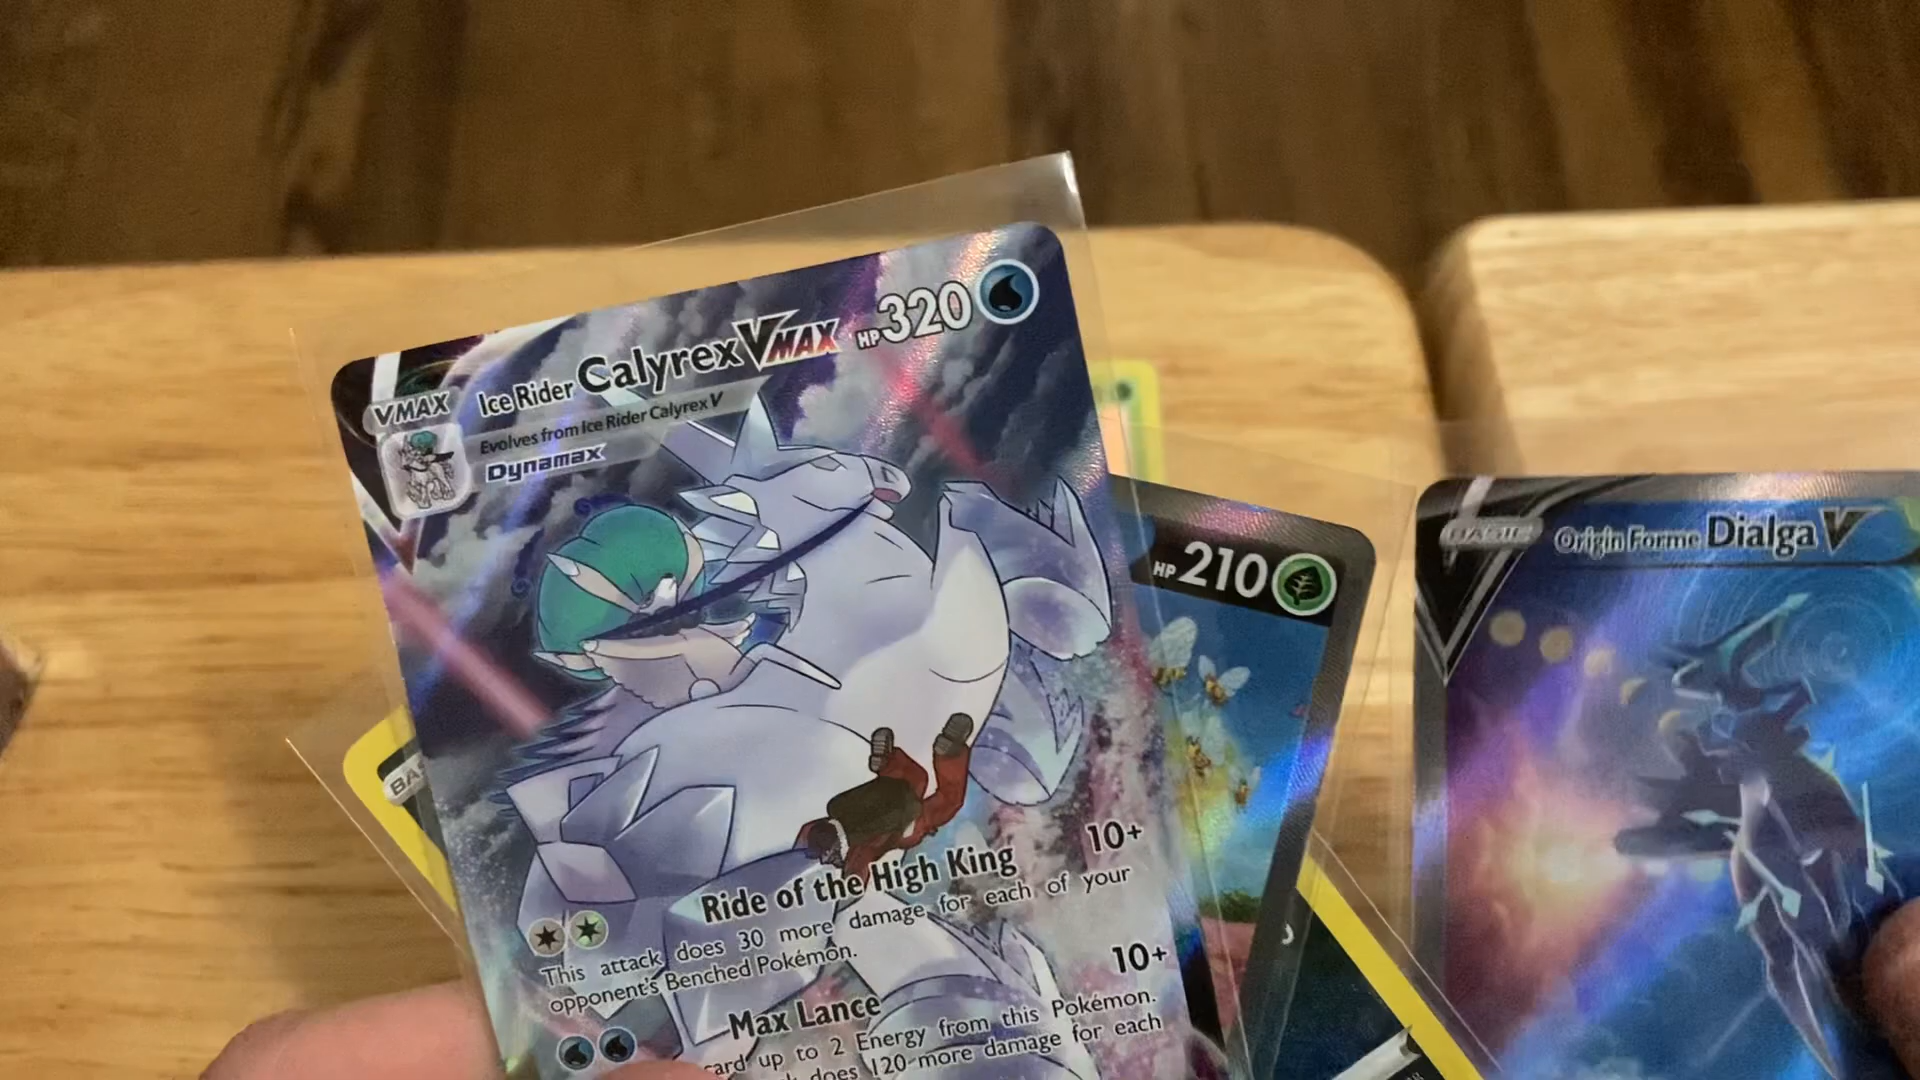 Ice Rider Calyrex VMAX HP 320
VMAX
Evolves from Ice Rider Calyrex V
Dynamax
Ride of the High King 10+
This attack does 30 more damage for each of your
opponent's Benched Pokémon.
Max Lance 10+
card up to 2 Energy from this Pokémon.
does 120 more damage for each
HP 210
BASIC Origin Forme Dialga V
BA